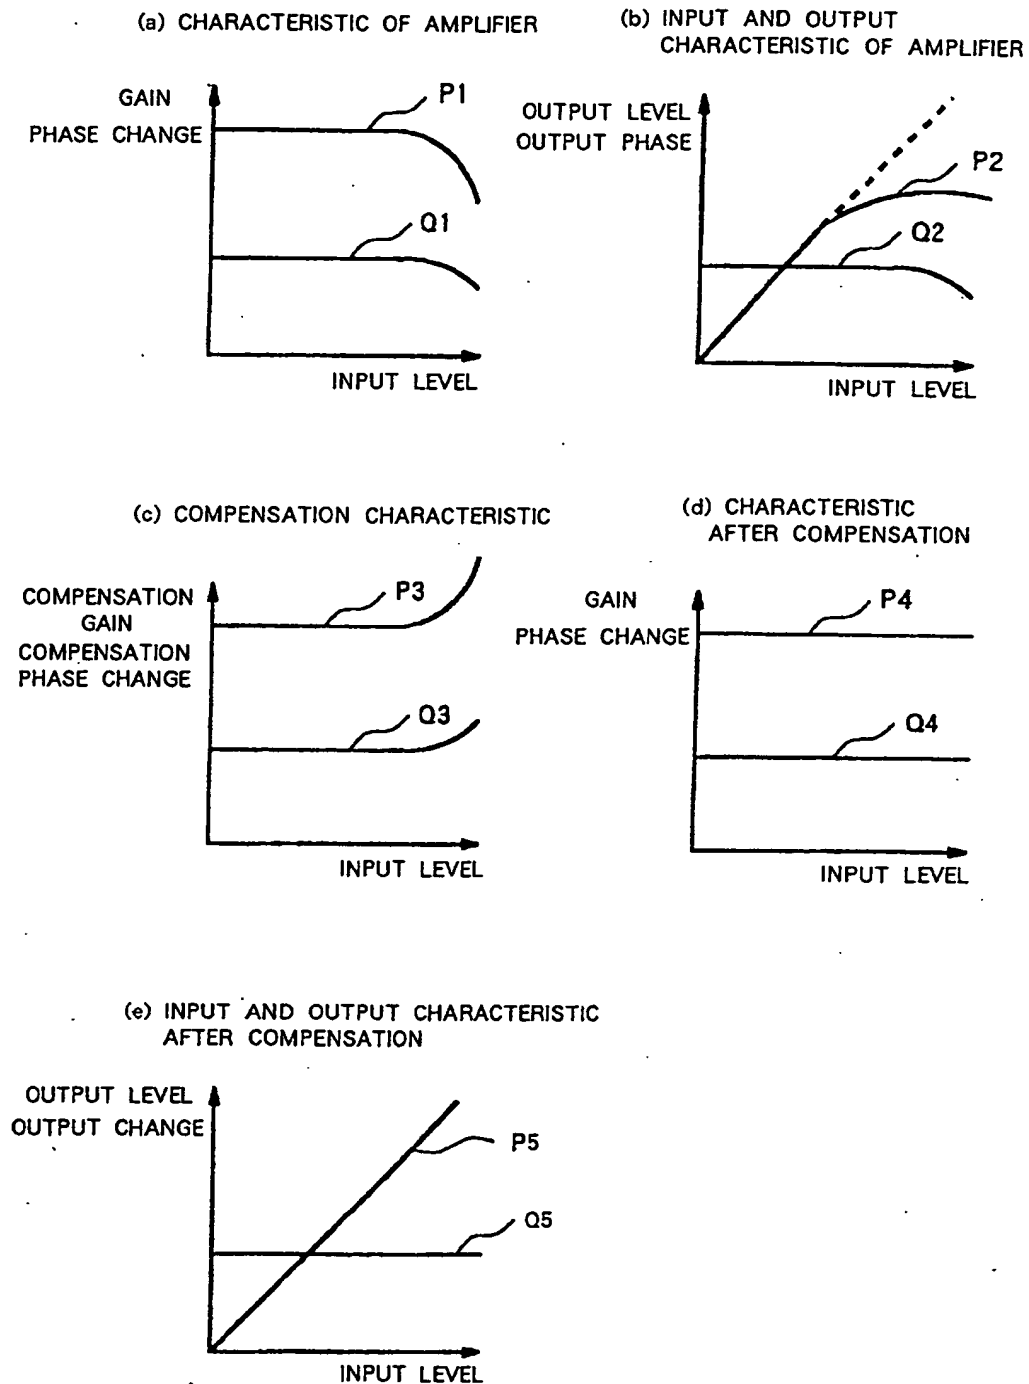 (a) CHARACTERISTIC OF AMPLIFIER
GAIN
PHASE CHANGE
P1
Q1
INPUT LEVEL
(b) INPUT AND OUTPUT
CHARACTERISTIC OF AMPLIFIER
OUTPUT LEVEL
OUTPUT PHASE
P2
Q2
INPUT LEVEL
(c) COMPENSATION CHARACTERISTIC
COMPENSATION
GAIN
COMPENSATION
PHASE CHANGE
P3
Q3
INPUT LEVEL
(d) CHARACTERISTIC
AFTER COMPENSATION
GAIN
PHASE CHANGE
P4
Q4
INPUT LEVEL
(e) INPUT AND OUTPUT CHARACTERISTIC
AFTER COMPENSATION
OUTPUT LEVEL
OUTPUT CHANGE
P5
Q5
INPUT LEVEL